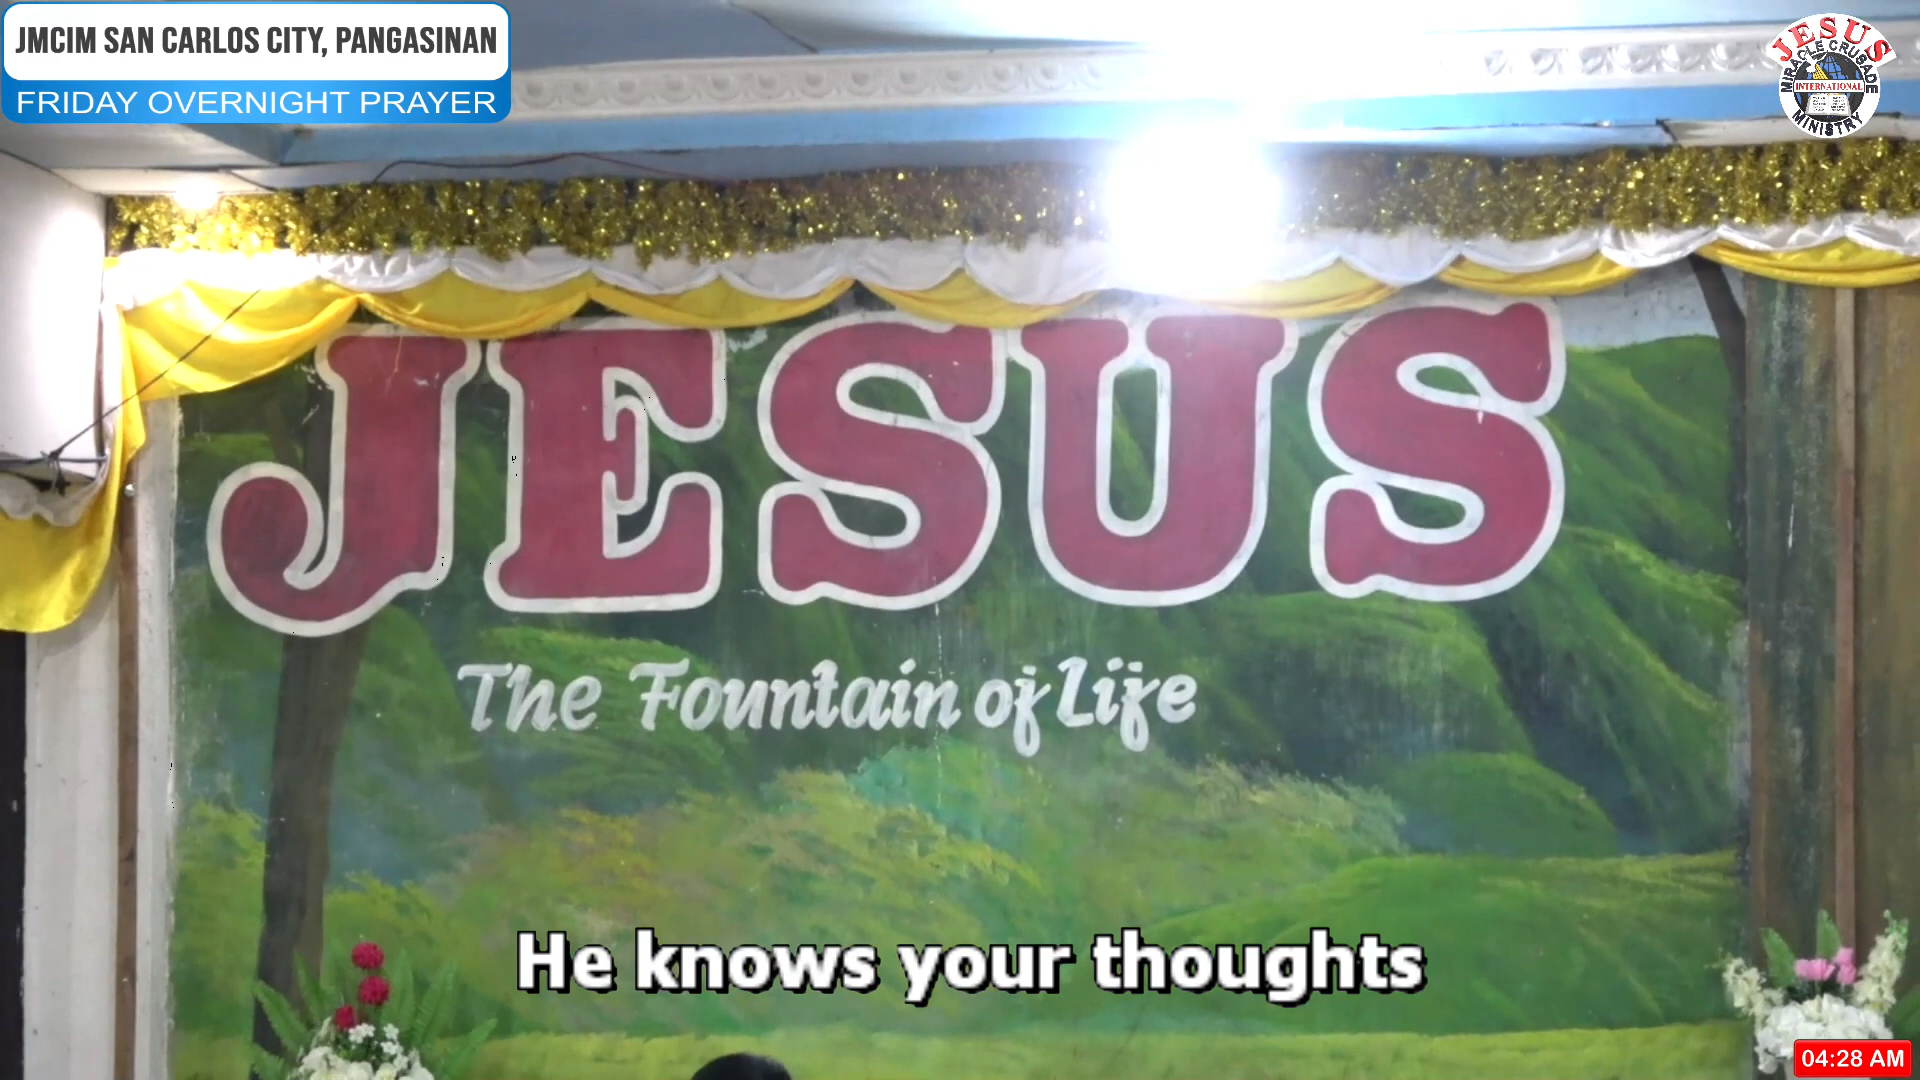 JMCIM SAN CARLOS CITY, PANGASINAN
FRIDAY OVERNIGHT PRAYER
JESUS
MIRACLE CRUSADE
INTERNATIONAL
MINISTRY
JESUS
The Fountain of Life
He knows your thoughts
04:28 AM